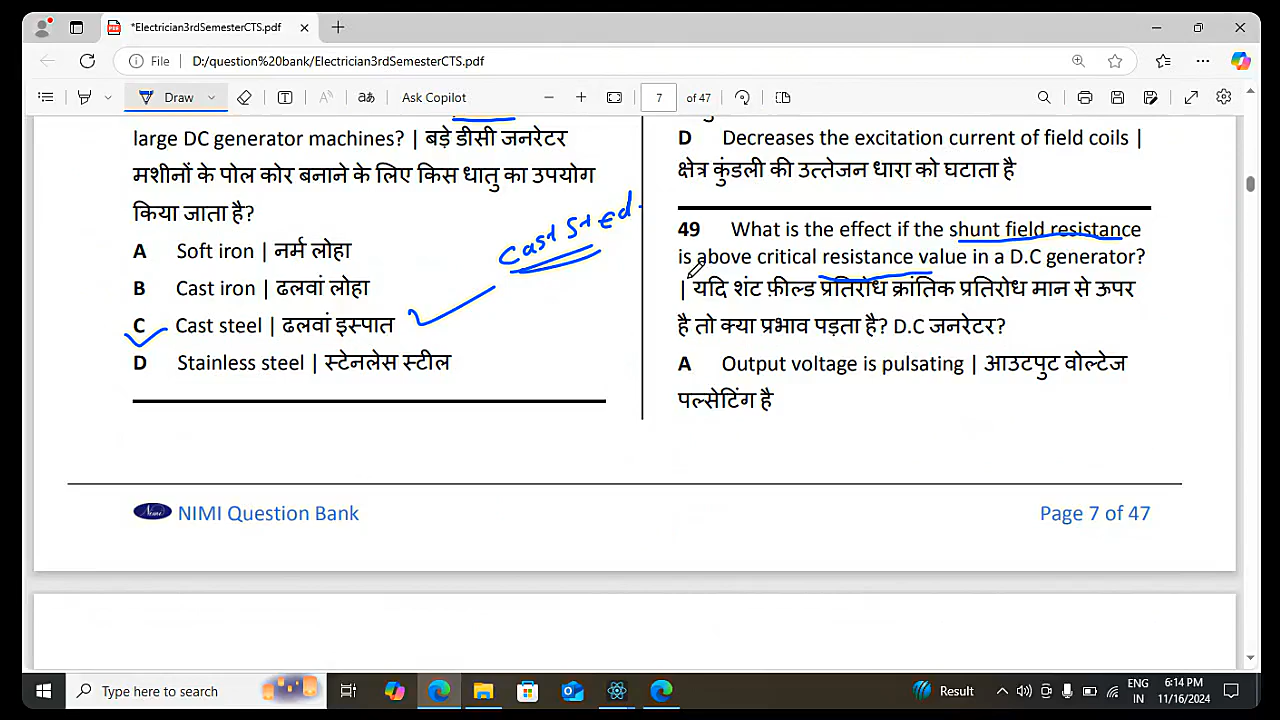 *Electrician3rdSemesterCTS.pdf
File D:/question%20bank/Electrician3rdSemesterCTS.pdf
Draw
Ask Copilot
7 of 47
large DC generator machines? | बड़े डीसी जनरेटर
मशीनों के पोल कोर बनाने के लिए किस धातु का उपयोग
किया जाता है?
A Soft iron | नर्म लोहा
B Cast iron | ढलवां लोहा
C Cast steel | ढलवां इस्पात
D Stainless steel | स्टेनलेस स्टील
Cast Steel
D Decreases the excitation current of field coils |
क्षेत्र कुंडली की उत्तेजन धारा को घटाता है
49 What is the effect if the shunt field resistance
is above critical resistance value in a D.C generator?
| यदि शंट फ़ील्ड प्रतिरोध क्रांतिक प्रतिरोध मान से ऊपर
है तो क्या प्रभाव पड़ता है? D.C जनरेटर?
A Output voltage is pulsating | आउटपुट वोल्टेज
पल्सेटिंग है
Nimi NIMI Question Bank
Page 7 of 47
Type here to search
Result
ENG
IN
6:14 PM
11/16/2024